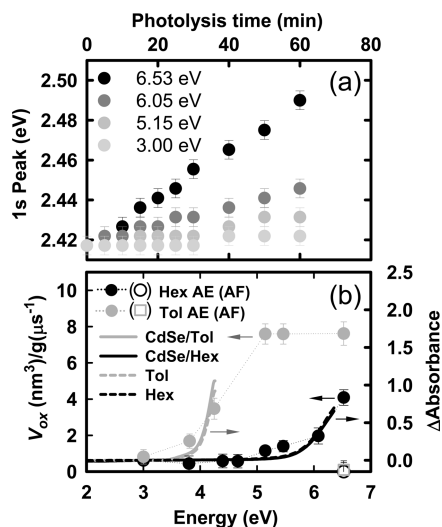 Photolysis time (min)
0 20 40 60 80
(a)
1s Peak (eV)
2.50
2.48
2.46
2.44
2.42
6.53 eV
6.05 eV
5.15 eV
3.00 eV
(b)
V_ox (nm³)/g(μs⁻¹)
10
8
6
4
2
0
(○) Hex AE (AF)
(□) Tol AE (AF)
CdSe/Tol
CdSe/Hex
Tol
Hex
2.5
2.0
1.5
1.0
0.5
0.0
ΔAbsorbance
2 3 4 5 6 7 8
Energy (eV)